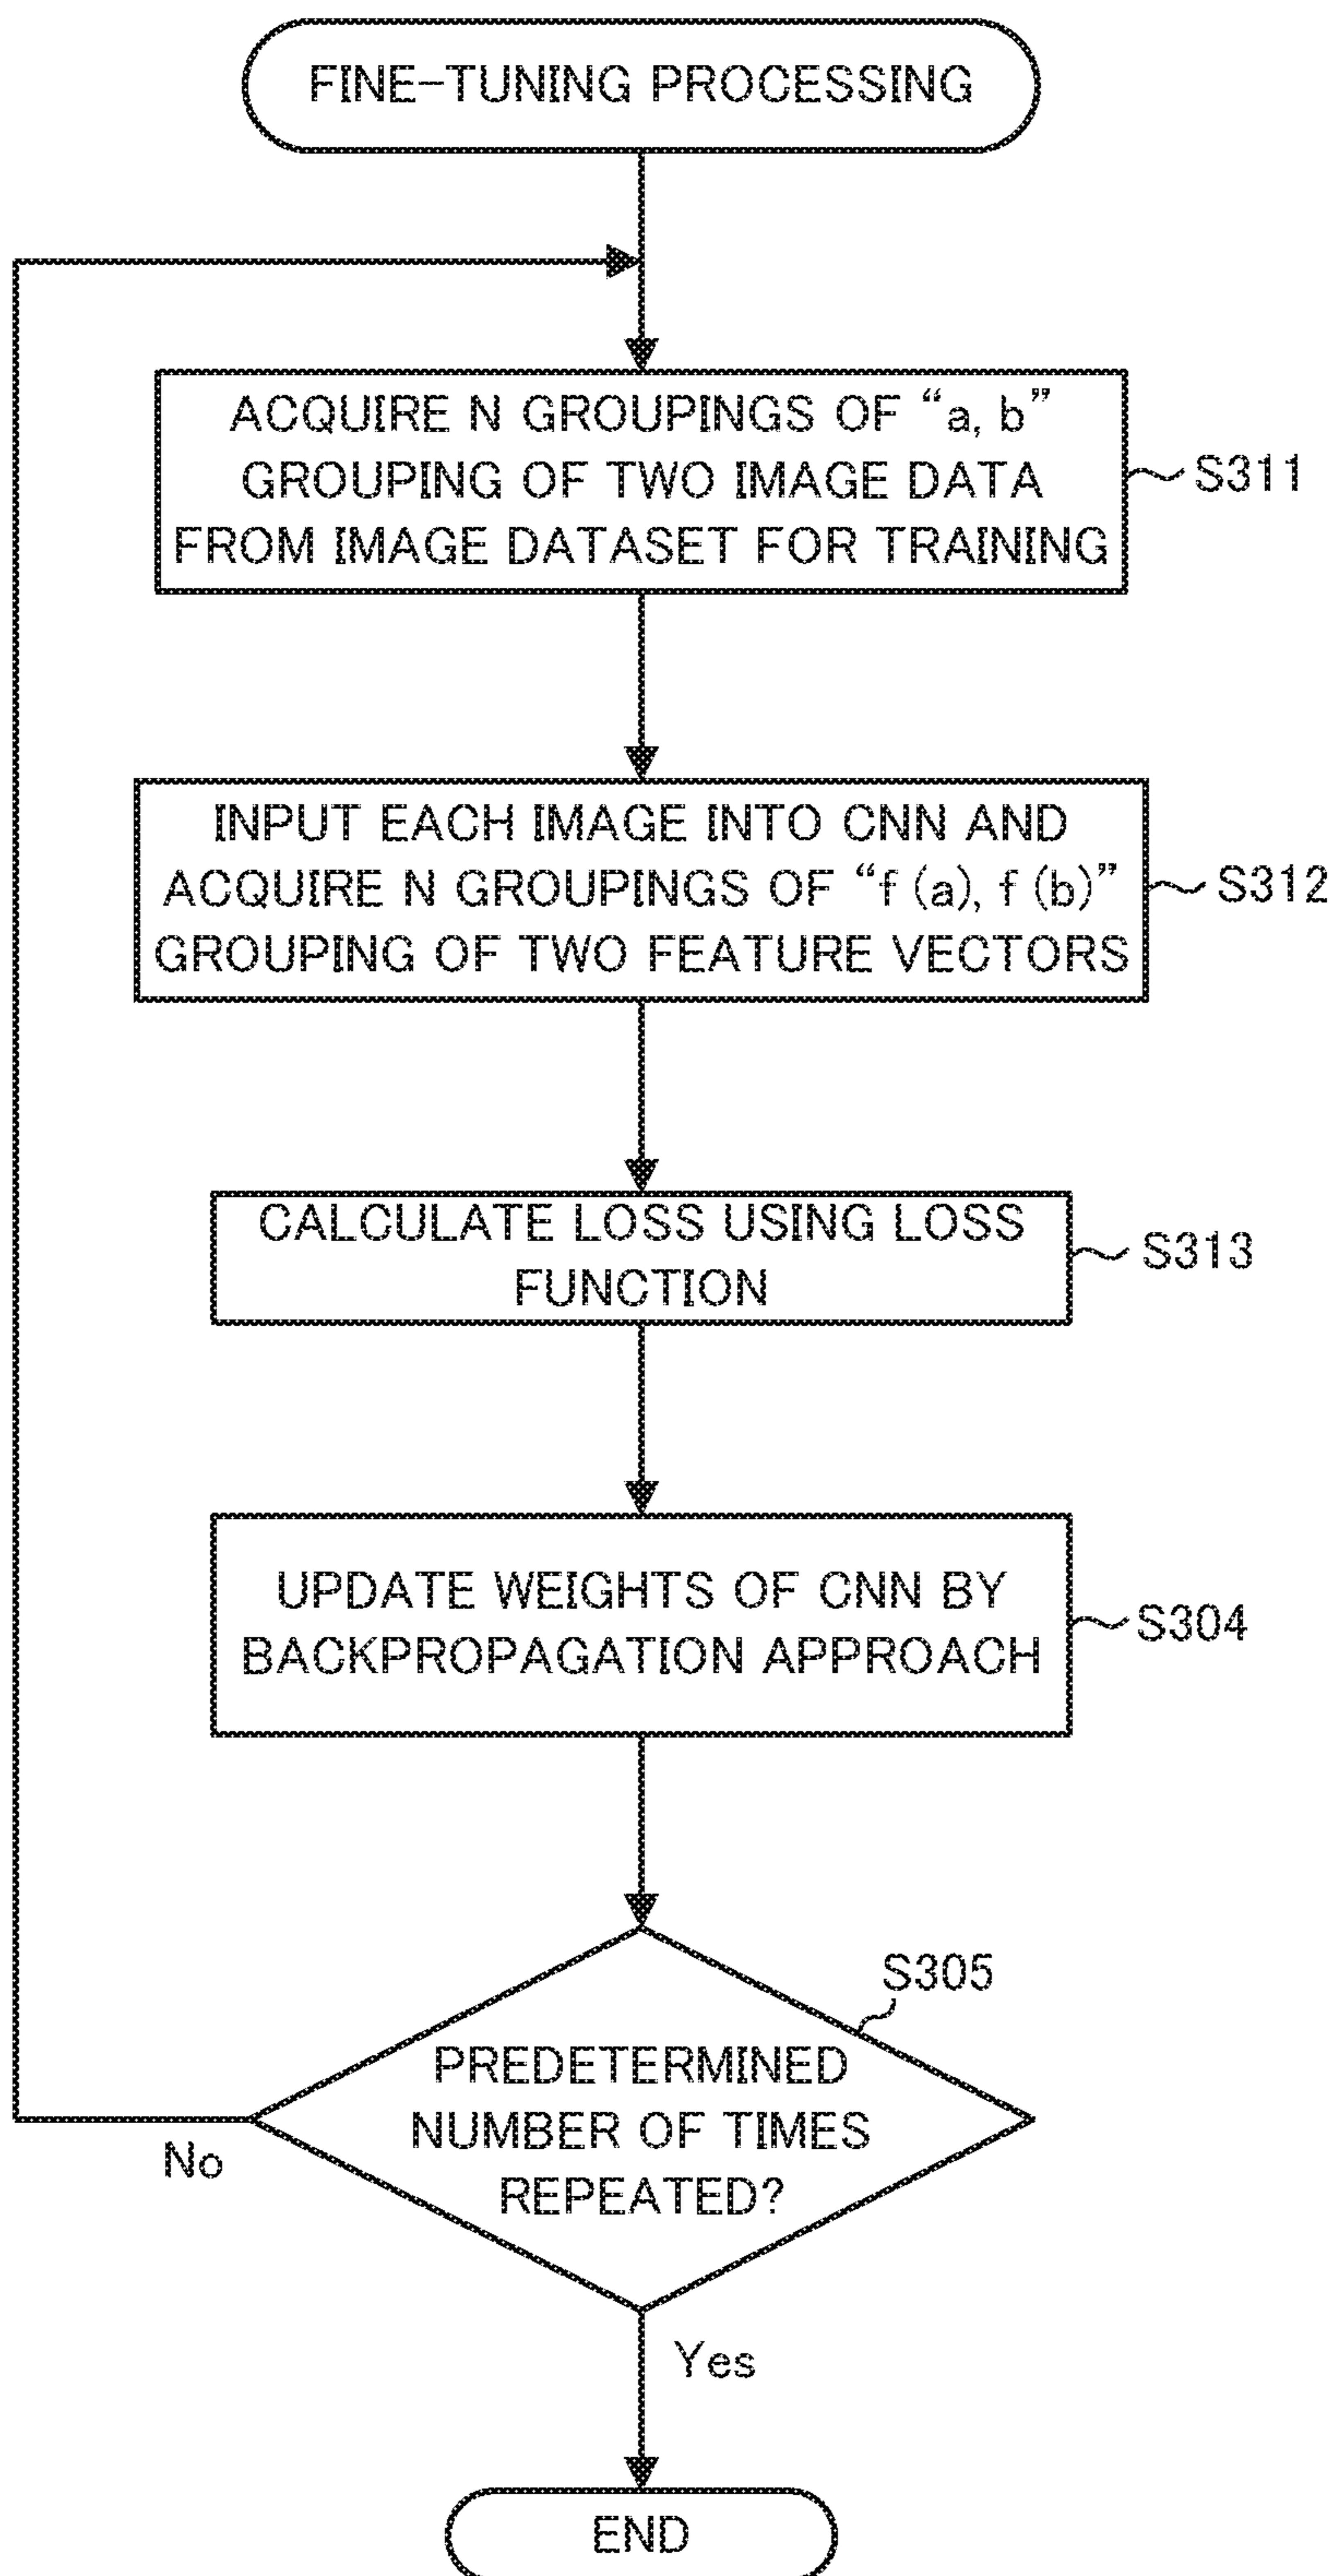 FINE-TUNING PROCESSING
ACQUIRE N GROUPINGS OF “a, b”
GROUPING OF TWO IMAGE DATA
FROM IMAGE DATASET FOR TRAINING
S311
INPUT EACH IMAGE INTO CNN AND
ACQUIRE N GROUPINGS OF “f (a), f (b)”
GROUPING OF TWO FEATURE VECTORS
S312
CALCULATE LOSS USING LOSS
FUNCTION
S313
UPDATE WEIGHTS OF CNN BY
BACKPROPAGATION APPROACH
S304
S305
PREDETERMINED
NUMBER OF TIMES
REPEATED?
No
Yes
END